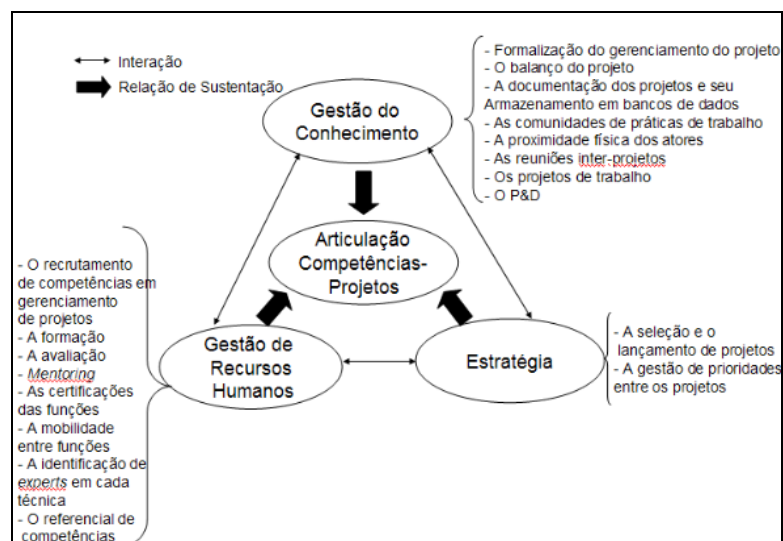 Interação
Relação de Sustentação
Gestão do
Conhecimento
- Formalização do gerenciamento do projeto
- O balanço do projeto
- A documentação dos projetos e seu
Armazenamento em bancos de dados
- As comunidades de práticas de trabalho
- A proximidade física dos atores
- As reuniões inter-projetos
- Os projetos de trabalho
- O P&D
Articulação
Competências-
Projetos
- O recrutamento
de competências em
gerenciamento
de projetos
- A formação
- A avaliação
- Mentoring
- As certificações
das funções
- A mobilidade
entre funções
- A identificação de
experts em cada
técnica
- O referencial de
competências
Gestão de
Recursos
Humanos
Estratégia
- A seleção e o
lançamento de projetos
- A gestão de prioridades
entre os projetos